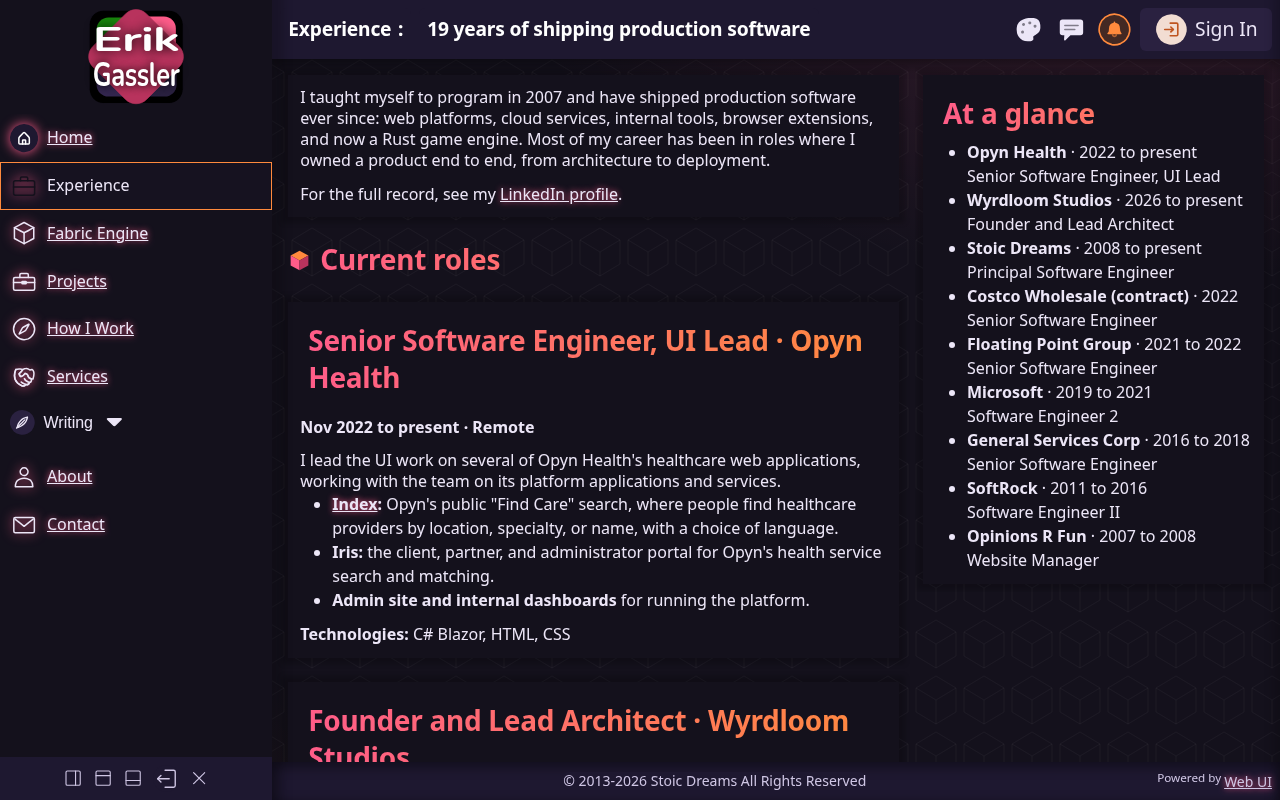 Erik
Gassler
Home
Experience
Fabric Engine
Projects
How I Work
Services
Writing
About
Contact
Experience : 19 years of shipping production software
Sign In
I taught myself to program in 2007 and have shipped production software
ever since: web platforms, cloud services, internal tools, browser extensions,
and now a Rust game engine. Most of my career has been in roles where I
owned a product end to end, from architecture to deployment.
For the full record, see my LinkedIn profile.
Current roles
Senior Software Engineer, UI Lead · Opyn
Health
Nov 2022 to present · Remote
I lead the UI work on several of Opyn Health's healthcare web applications,
working with the team on its platform applications and services.
Index: Opyn's public "Find Care" search, where people find healthcare
providers by location, specialty, or name, with a choice of language.
Iris: the client, partner, and administrator portal for Opyn's health service
search and matching.
Admin site and internal dashboards for running the platform.
Technologies: C# Blazor, HTML, CSS
Founder and Lead Architect · Wyrdloom
Studios
At a glance
Opyn Health · 2022 to present
Senior Software Engineer, UI Lead
Wyrdloom Studios · 2026 to present
Founder and Lead Architect
Stoic Dreams · 2008 to present
Principal Software Engineer
Costco Wholesale (contract) · 2022
Senior Software Engineer
Floating Point Group · 2021 to 2022
Senior Software Engineer
Microsoft · 2019 to 2021
Software Engineer 2
General Services Corp · 2016 to 2018
Senior Software Engineer
SoftRock · 2011 to 2016
Software Engineer II
Opinions R Fun · 2007 to 2008
Website Manager
© 2013-2026 Stoic Dreams All Rights Reserved
Powered by Web UI